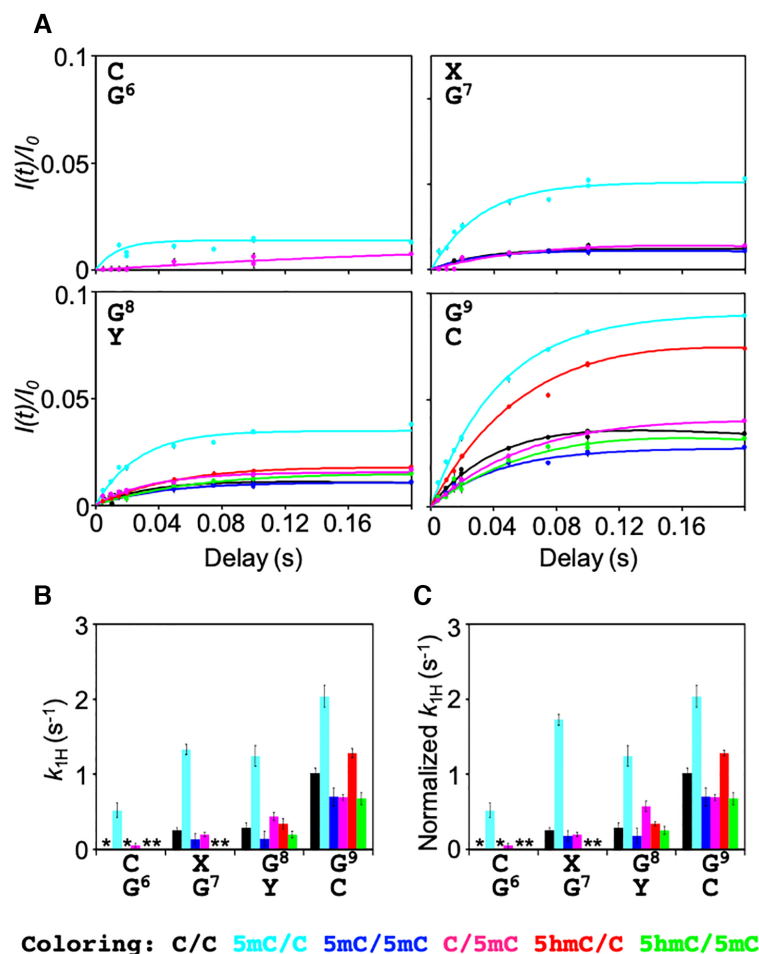 A
0.1
0.05
0
I(t)/I0
C
G6
X
G7
0.1
0.05
0
I(t)/I0
G8
Y
G9
C
0 0.04 0.08 0.12 0.16
0 0.04 0.08 0.12 0.16
Delay (s)
Delay (s)
B
3
2
1
0
k1H (s-1)
* * **
**
C X G8 G9
G6 G7 Y C
C
3
2
1
0
Normalized k1H (s-1)
* * **
**
C X G8 G9
G6 G7 Y C
Coloring: C/C 5mC/C 5mC/5mC C/5mC 5hmC/C 5hmC/5mC